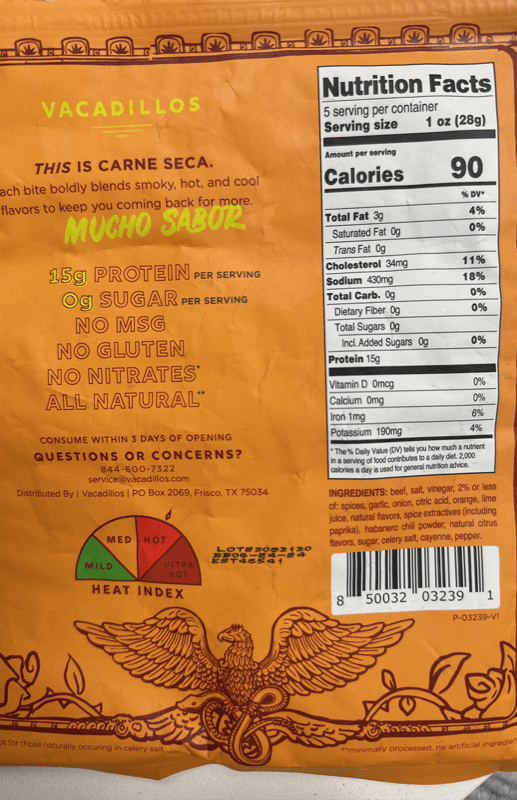 VACADILLOS
THIS IS CARNE SECA.
ach bite boldly blends smoky, hot, and cool
flavors to keep you coming back for more.
MUCHO SABOR
15g PROTEIN PER SERVING
0g SUGAR PER SERVING
NO MSG
NO GLUTEN
NO NITRATES*
ALL NATURAL**
CONSUME WITHIN 3 DAYS OF OPENING
QUESTIONS OR CONCERNS?
844-600-7322
service@vacadillos.com
Distributed By | Vacadillos | PO Box 2069, Frisco, TX 75034
MILD MED HOT ULTRA HOT
HEAT INDEX
EST46841
Nutrition Facts
5 serving per container
Serving size 1 oz (28g)
Amount per serving
Calories 90
% DV*
Total Fat 3g 4%
Saturated Fat 0g 0%
Trans Fat 0g
Cholesterol 34mg 11%
Sodium 430mg 18%
Total Carb. 0g 0%
Dietary Fiber 0g 0%
Total Sugars 0g
Incl. Added Sugars 0g 0%
Protein 15g
Vitamin D 0mcg 0%
Calcium 0mg 0%
Iron 1mg 6%
Potassium 190mg 4%
* The % Daily Value (DV) tells you how much a nutrient
in a serving of food contributes to a daily diet. 2,000
calories a day is used for general nutrition advice.
INGREDIENTS: beef, salt, vinegar, 2% or less
of: spices, garlic, onion, citric acid, orange, lime
juice, natural flavors, spice extractives (including
paprika), habanero chili powder, natural citrus
flavors, sugar, celery salt, cayenne, pepper.
8 50032 03239 1
P-03239-V1
pt for those naturally occuring in celery salt
**minimally processed, no artificial ingredien